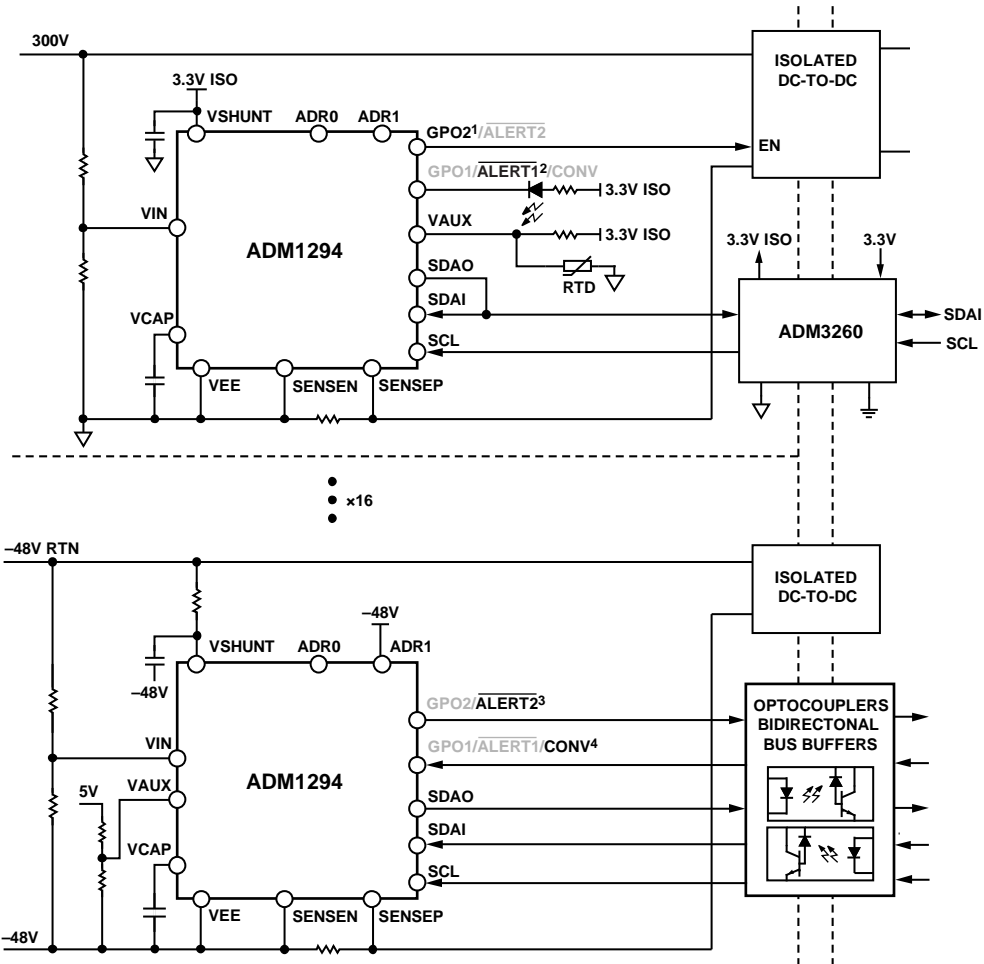 300V
ISOLATED
DC-TO-DC
3.3V ISO
VSHUNT ADR0 ADR1
GPO2¹/ALERT2
EN
GPO1/ALERT1²/CONV
3.3V ISO
VIN
VAUX
3.3V ISO
3.3V ISO
3.3V
ADM1294
SDAO
RTD
SDAI
SDAI
ADM3260
VCAP
SCL
SCL
VEE SENSEN SENSEP
×16
–48V RTN
ISOLATED
DC-TO-DC
–48V
VSHUNT ADR0 ADR1
–48V
GPO2/ALERT2³
OPTOCOUPLERS
BIDIRECTONAL
BUS BUFFERS
VIN
GPO1/ALERT1/CONV⁴
5V
VAUX
ADM1294
SDAO
SDAI
VCAP
SCL
VEE SENSEN SENSEP
–48V